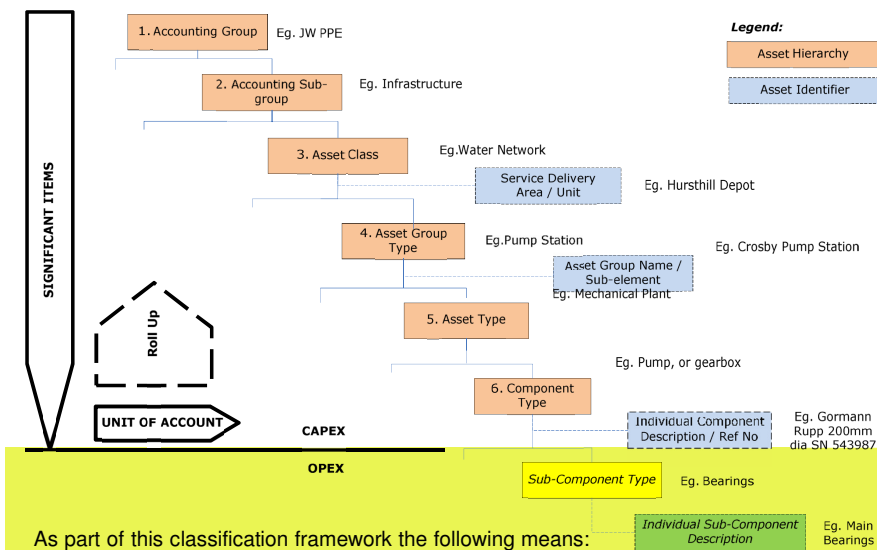 Legend:
1. Accounting Group
Eg. JW PPE
Asset Hierarchy
2. Accounting Sub-
group
Eg. Infrastructure
Asset Identifier
3. Asset Class
Eg.Water Network
Service Delivery
Area / Unit
Eg. Hursthill Depot
SIGNIFICANT ITEMS
4. Asset Group
Type
Eg.Pump Station
Eg. Crosby Pump Station
Asset Group Name /
Sub-element
Eg. Mechanical Plant
Roll Up
5. Asset Type
Eg. Pump, or gearbox
6. Component
Type
UNIT OF ACCOUNT
CAPEX
Individual Component
Description / Ref No
Eg. Gormann
Rupp 200mm
dia SN 543987
OPEX
Sub-Component Type
Eg. Bearings
Individual Sub-Component
Description
Eg. Main
Bearings
As part of this classification framework the following means: